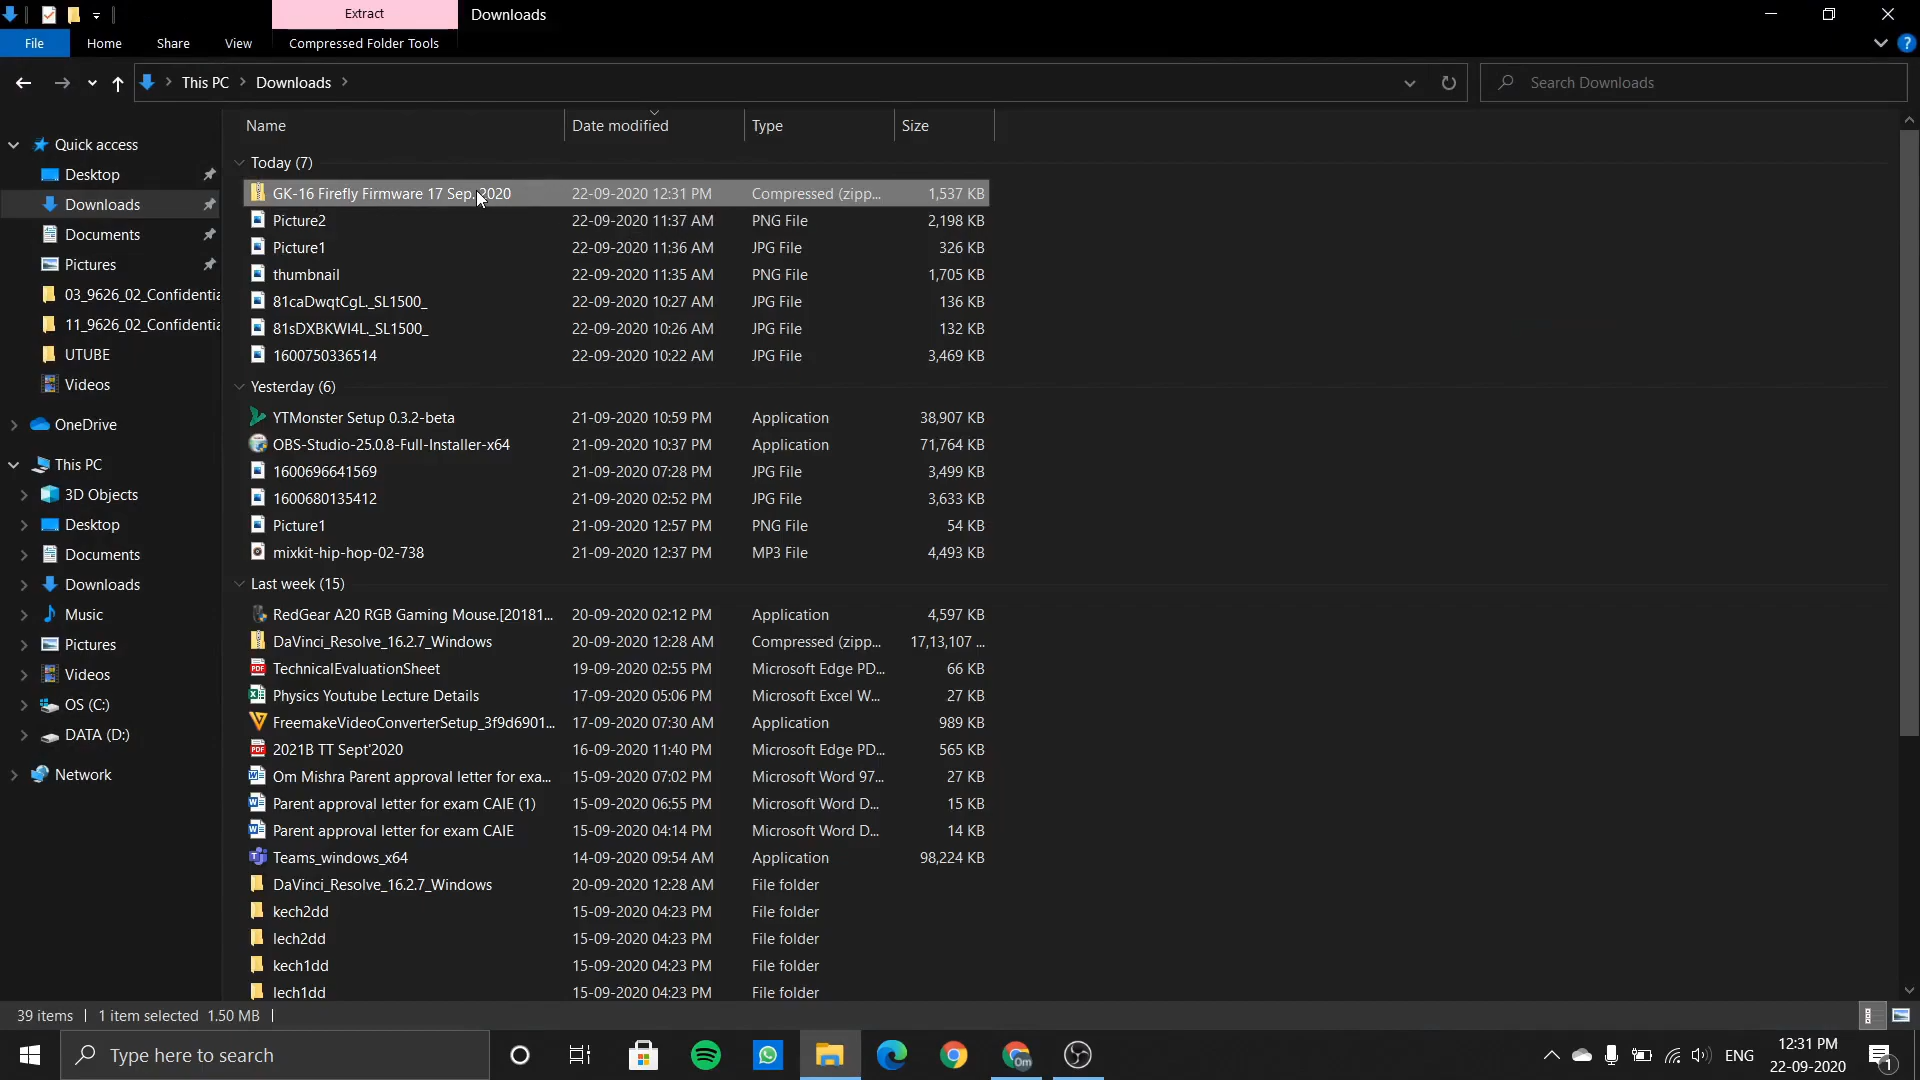 Extract
Downloads
File
Home
Share
View
Compressed Folder Tools
?
This PC
Downloads
Search Downloads
Name
Date modified
Type
Size
Quick access
Desktop
Downloads
Documents
Pictures
03_9626_02_Confidentia
11_9626_02_Confidentia
UTUBE
Videos
OneDrive
This PC
3D Objects
Desktop
Documents
Downloads
Music
Pictures
Videos
OS (C:)
DATA (D:)
Network
Today (7)
GK-16 Firefly Firmware 17 Sep. 2020 22-09-2020 12:31 PM Compressed (zipp... 1,537 KB
Picture2 22-09-2020 11:37 AM PNG File 2,198 KB
Picture1 22-09-2020 11:36 AM JPG File 326 KB
thumbnail 22-09-2020 11:35 AM PNG File 1,705 KB
81caDwqtCgL._SL1500_ 22-09-2020 10:27 AM JPG File 136 KB
81sDXBKWI4L._SL1500_ 22-09-2020 10:26 AM JPG File 132 KB
1600750336514 22-09-2020 10:22 AM JPG File 3,469 KB
Yesterday (6)
YTMonster Setup 0.3.2-beta 21-09-2020 10:59 PM Application 38,907 KB
OBS-Studio-25.0.8-Full-Installer-x64 21-09-2020 10:37 PM Application 71,764 KB
1600696641569 21-09-2020 07:28 PM JPG File 3,499 KB
1600680135412 21-09-2020 02:52 PM JPG File 3,633 KB
Picture1 21-09-2020 12:57 PM PNG File 54 KB
mixkit-hip-hop-02-738 21-09-2020 12:37 PM MP3 File 4,493 KB
Last week (15)
RedGear A20 RGB Gaming Mouse.[20181... 20-09-2020 02:12 PM Application 4,597 KB
DaVinci_Resolve_16.2.7_Windows 20-09-2020 12:28 AM Compressed (zipp... 17,13,107 ...
TechnicalEvaluationSheet 19-09-2020 02:55 PM Microsoft Edge PD... 66 KB
Physics Youtube Lecture Details 17-09-2020 05:06 PM Microsoft Excel W... 27 KB
FreemakeVideoConverterSetup_3f9d6901... 17-09-2020 07:30 AM Application 989 KB
2021B TT Sept'2020 16-09-2020 11:40 PM Microsoft Edge PD... 565 KB
Om Mishra Parent approval letter for exa... 15-09-2020 07:02 PM Microsoft Word 97... 27 KB
Parent approval letter for exam CAIE (1) 15-09-2020 06:55 PM Microsoft Word D... 15 KB
Parent approval letter for exam CAIE 15-09-2020 04:14 PM Microsoft Word D... 14 KB
Teams_windows_x64 14-09-2020 09:54 AM Application 98,224 KB
DaVinci_Resolve_16.2.7_Windows 20-09-2020 12:28 AM File folder
kech2dd 15-09-2020 04:23 PM File folder
lech2dd 15-09-2020 04:23 PM File folder
kech1dd 15-09-2020 04:23 PM File folder
lech1dd 15-09-2020 04:23 PM File folder
39 items
1 item selected 1.50 MB
Type here to search
Om
ENG
12:31 PM
22-09-2020
1